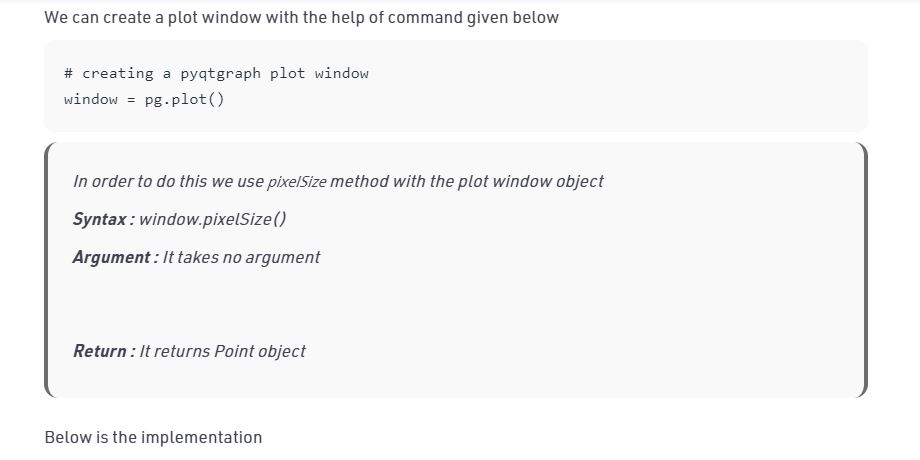 We can create a plot window with the help of command given below
# creating a pyqtgraph plot window
window = pg.plot()
In order to do this we use pixelSize method with the plot window object
Syntax : window.pixelSize()
Argument : It takes no argument
Return : It returns Point object
Below is the implementation